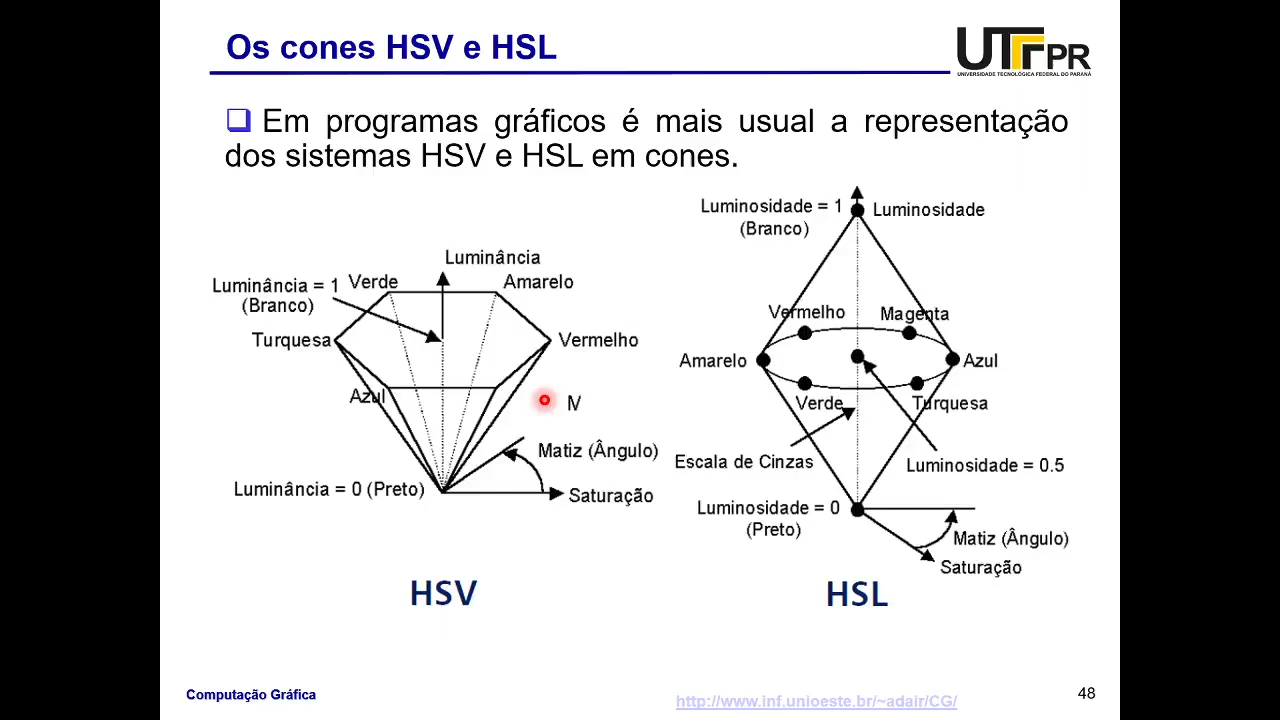 Os cones HSV e HSL
UTFPR
UNIVERSIDADE TECNOLÓGICA FEDERAL DO PARANÁ
Em programas gráficos é mais usual a representação
dos sistemas HSV e HSL em cones.
Luminância
Luminância = 1
(Branco)
Verde
Amarelo
Turquesa
Vermelho
Azul
M
Matiz (Ângulo)
Luminância = 0 (Preto)
Saturação
HSV
Luminosidade = 1
(Branco)
Luminosidade
Vermelho
Magenta
Amarelo
Azul
Verde
Turquesa
Escala de Cinzas
Luminosidade = 0.5
Luminosidade = 0
(Preto)
Matiz (Ângulo)
Saturação
HSL
Computação Gráfica
http://www.inf.unioeste.br/~adair/CG/
48